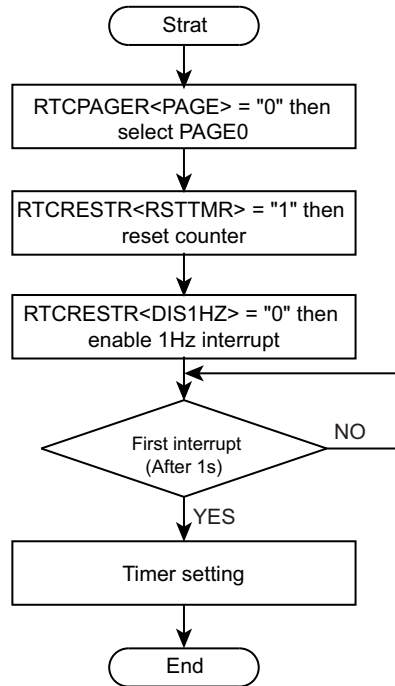 Strat
RTCPAGER<PAGE> = "0" then
select PAGE0
RTCRESTR<RSTTMR> = "1" then
reset counter
RTCRESTR<DIS1HZ> = "0" then
enable 1Hz interrupt
First interrupt
(After 1s)
NO
YES
Timer setting
End